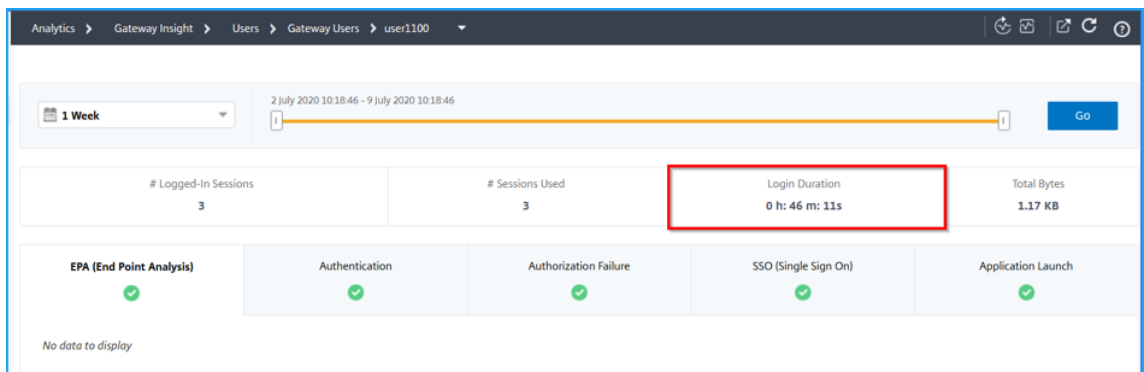 Analytics > Gateway Insight > Users > Gateway Users > user1100
2 July 2020 10:18:46 - 9 July 2020 10:18:46
1 Week
Go
# Logged-In Sessions # Sessions Used Login Duration Total Bytes
3 3 0 h: 46 m: 11s 1.17 KB
EPA (End Point Analysis) Authentication Authorization Failure SSO (Single Sign On) Application Launch
No data to display